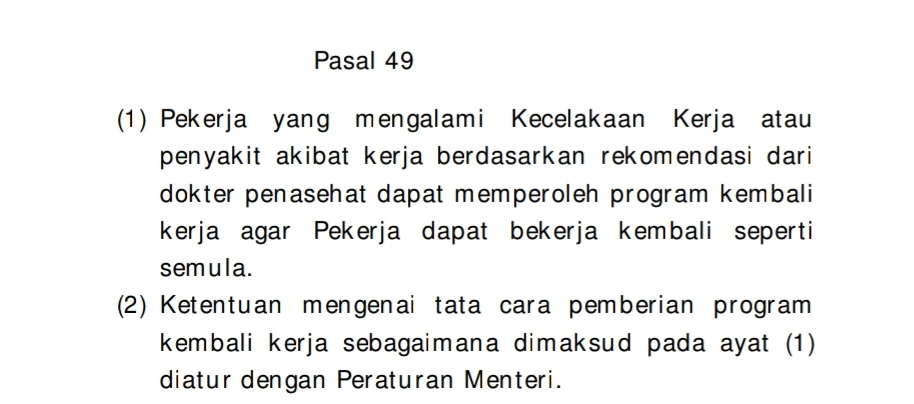 Pasal 49
(1) Pekerja yang mengalami Kecelakaan Kerja atau
penyakit akibat kerja berdasarkan rekomendasi dari
dokter penasehat dapat memperoleh program kembali
kerja agar Pekerja dapat bekerja kembali seperti
semula.
(2) Ketentuan mengenai tata cara pemberian program
kembali kerja sebagaimana dimaksud pada ayat (1)
diatur dengan Peraturan Menteri.